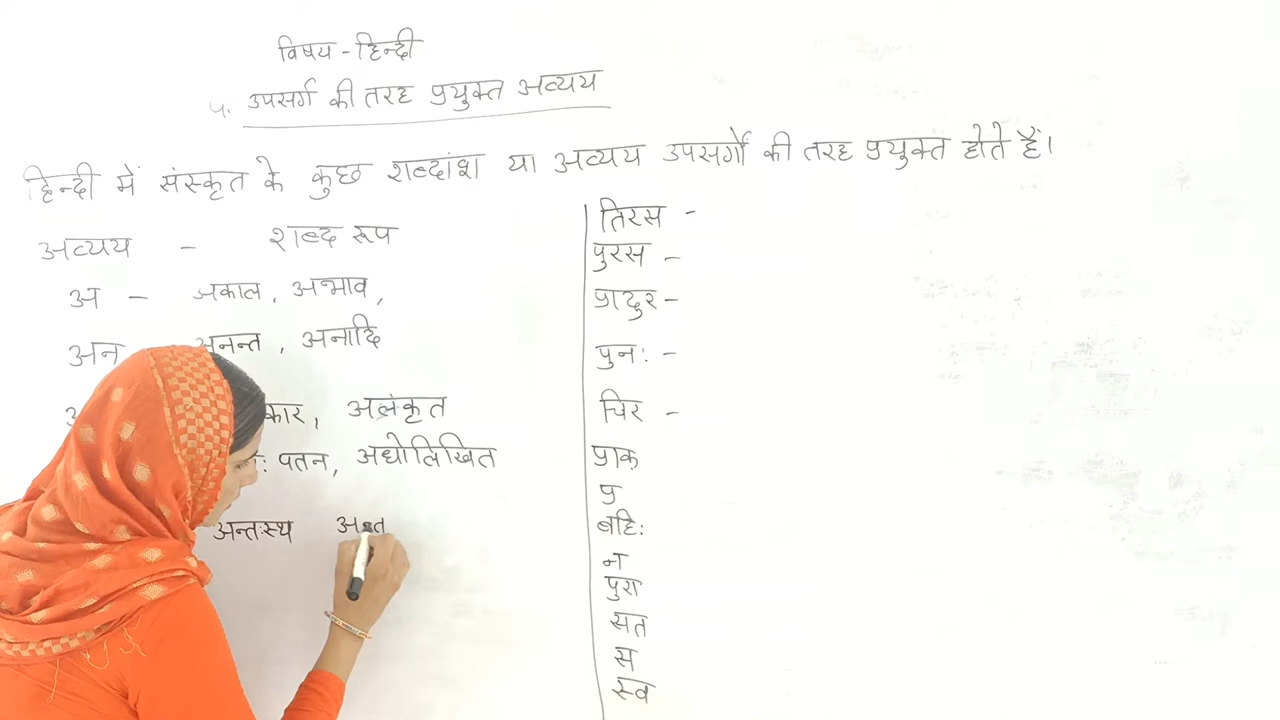 विषय - हिन्दी
५. उपसर्ग की तरह प्रयुक्त अव्यय
हिन्दी में संस्कृत के कुछ शब्दांश या अव्यय उपसर्गों की तरह प्रयुक्त होते हैं।
अव्यय - शब्द रूप
अ - अकाल, अभाव,
अन अनन्त, अनादि
कार, अलंकृत
पतन, अधोलिखित
अन्तःस्थ
तिरस -
पुरस -
प्रादुर -
पुनः -
चिर -
प्राक
प्र
बहिः
न
पुरा
सत
स
स्व